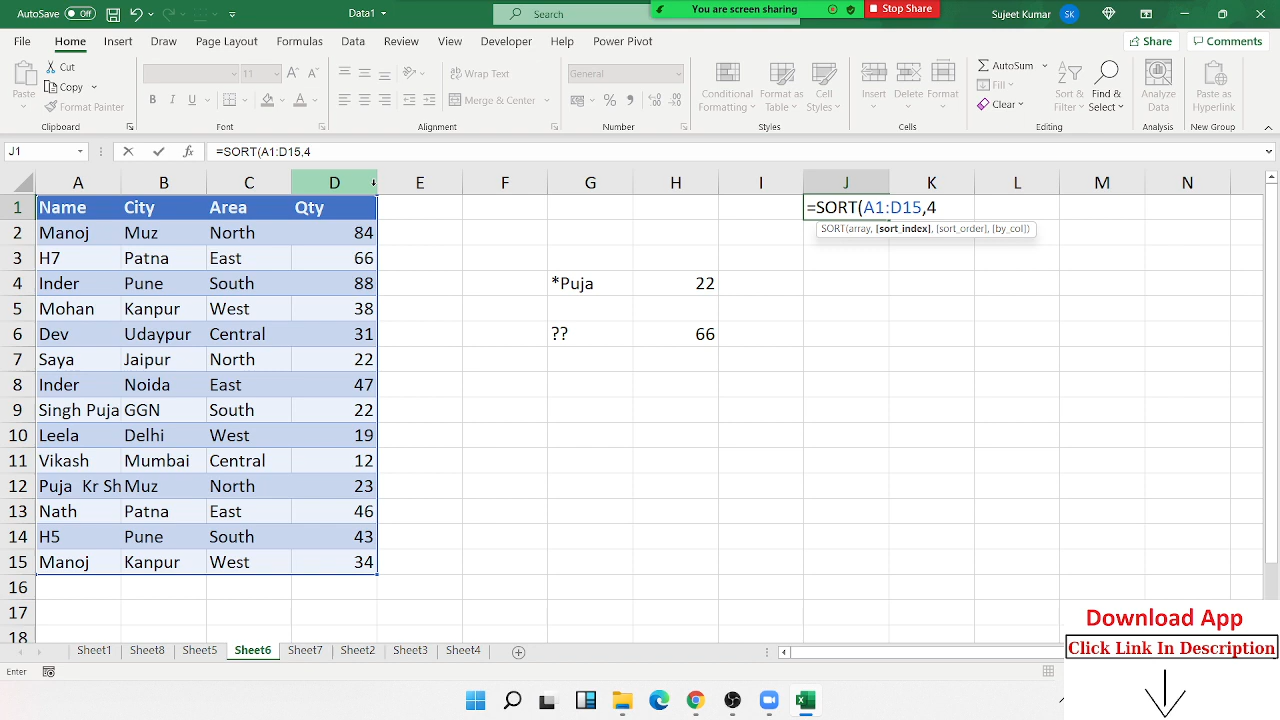 AutoSave Off Data1 Search You are screen sharing Stop Share Sujeet Kumar SK
File Home Insert Draw Page Layout Formulas Data Review View Developer Help Power Pivot Share Comments
Paste Cut Copy Format Painter Clipboard
11 B I U Font
Wrap Text Merge & Center Alignment
General % Number
Conditional Formatting Format as Table Cell Styles Styles
Insert Delete Format Cells
AutoSum Fill Clear Sort & Filter Find & Select Editing
Analyze Data Analysis
Paste as Hyperlink New Group
J1 fx =SORT(A1:D15,4
A B C D E F G H I J K L M N
1 Name City Area Qty =SORT(A1:D15,4
SORT(array, [sort_index], [sort_order], [by_col])
2 Manoj Muz North 84
3 H7 Patna East 66
4 Inder Pune South 88 *Puja 22
5 Mohan Kanpur West 38
6 Dev Udaypur Central 31 ?? 66
7 Saya Jaipur North 22
8 Inder Noida East 47
9 Singh Puja GGN South 22
10 Leela Delhi West 19
11 Vikash Mumbai Central 12
12 Puja Kr Sh Muz North 23
13 Nath Patna East 46
14 H5 Pune South 43
15 Manoj Kanpur West 34
16
17
18
Download App
Click Link In Description
Sheet1 Sheet8 Sheet5 Sheet6 Sheet7 Sheet2 Sheet3 Sheet4
Enter